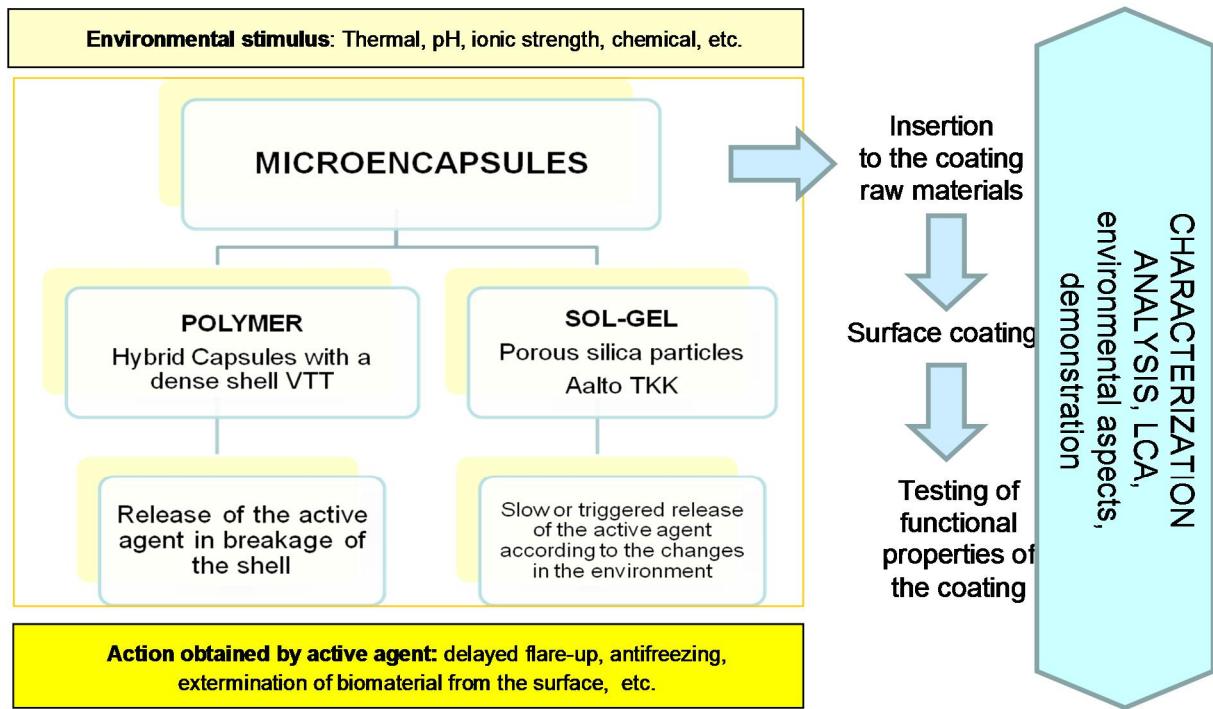 Environmental stimulus: Thermal, pH, ionic strength, chemical, etc.
MICROENCAPSULES
POLYMER
Hybrid Capsules with a
dense shell VTT
SOL-GEL
Porous silica particles
Aalto TKK
Release of the active
agent in breakage of
the shell
Slow or triggered release
of the active agent
according to the changes
in the environment
Action obtained by active agent: delayed flare-up, antifreezing,
extermination of biomaterial from the surface, etc.
Insertion
to the coating
raw materials
Surface coating
Testing of
functional
properties of
the coating
CHARACTERIZATION
ANALYSIS, LCA,
environmental aspects,
demonstration